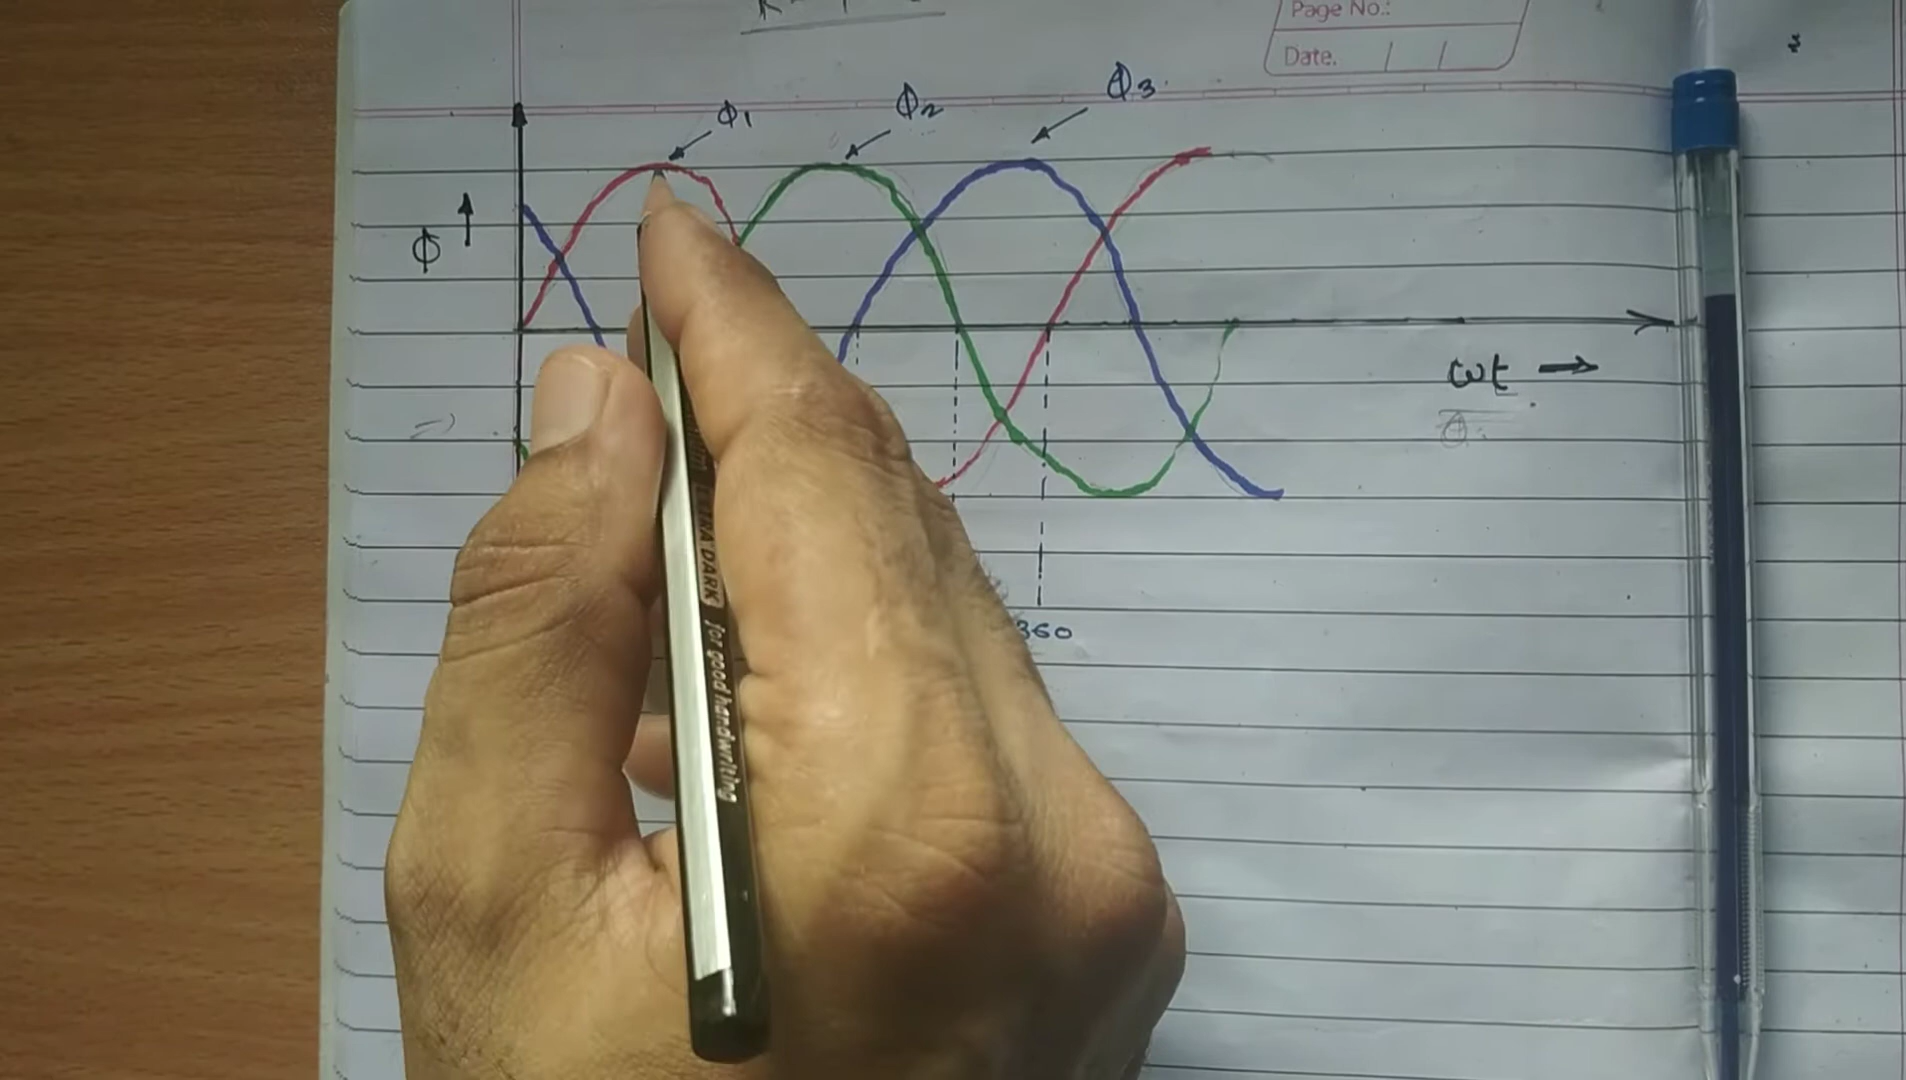 Page No.:
Date. / /
Φ1
Φ2
Φ3
Φ
ωt
θ
360
EXTRA DARK for good handwriting